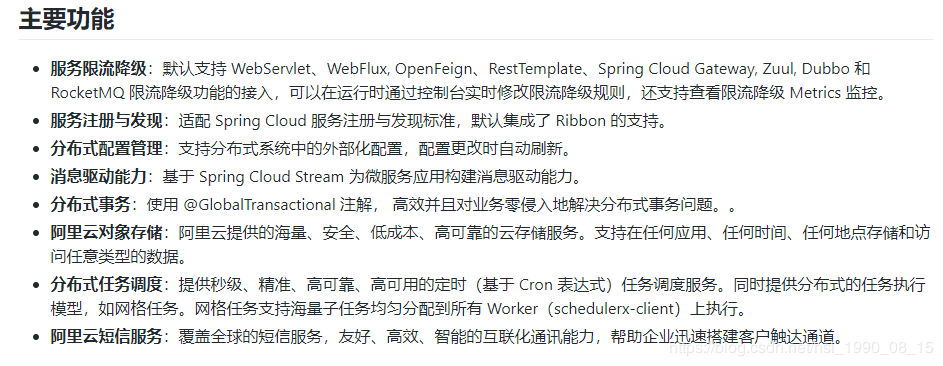 主要功能
服务限流降级：默认支持 WebServlet、WebFlux, OpenFeign、RestTemplate、Spring Cloud Gateway, Zuul, Dubbo 和
RocketMQ 限流降级功能的接入，可以在运行时通过控制台实时修改限流降级规则，还支持查看限流降级 Metrics 监控。
服务注册与发现：适配 Spring Cloud 服务注册与发现标准，默认集成了 Ribbon 的支持。
分布式配置管理：支持分布式系统中的外部化配置，配置更改时自动刷新。
消息驱动能力：基于 Spring Cloud Stream 为微服务应用构建消息驱动能力。
分布式事务：使用 @GlobalTransactional 注解， 高效并且对业务零侵入地解决分布式事务问题。。
阿里云对象存储：阿里云提供的海量、安全、低成本、高可靠的云存储服务。支持在任何应用、任何时间、任何地点存储和访
问任意类型的数据。
分布式任务调度：提供秒级、精准、高可靠、高可用的定时（基于 Cron 表达式）任务调度服务。同时提供分布式的任务执行
模型，如网格任务。网格任务支持海量子任务均匀分配到所有 Worker（schedulerx-client）上执行。
阿里云短信服务：覆盖全球的短信服务，友好、高效、智能的互联化通讯能力，帮助企业迅速搭建客户触达通道。
https://blog.csdn.net/hsl_1990_08_15